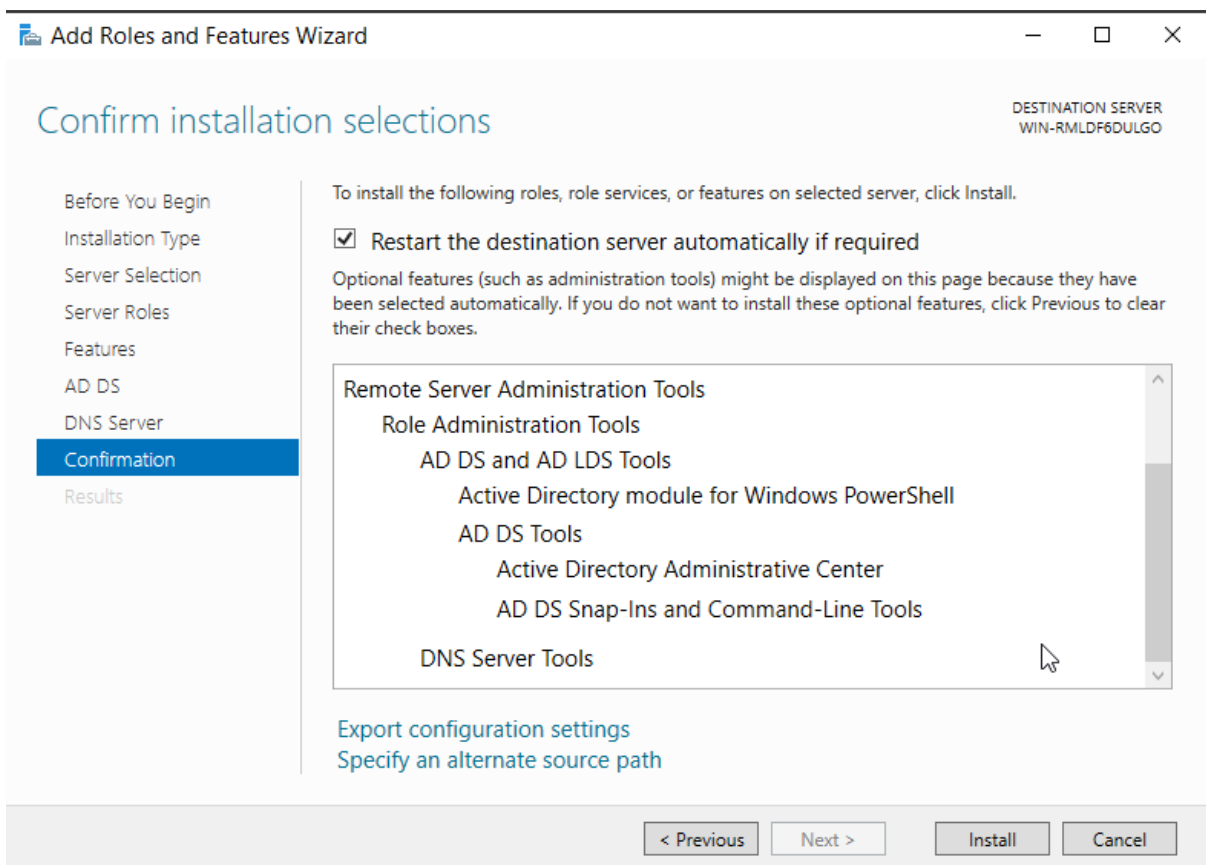 Add Roles and Features Wizard
Confirm installation selections
DESTINATION SERVER
WIN-RMLDF6DULGO
Before You Begin
Installation Type
Server Selection
Server Roles
Features
AD DS
DNS Server
Confirmation
Results
To install the following roles, role services, or features on selected server, click Install.
Restart the destination server automatically if required
Optional features (such as administration tools) might be displayed on this page because they have
been selected automatically. If you do not want to install these optional features, click Previous to clear
their check boxes.
Remote Server Administration Tools
Role Administration Tools
AD DS and AD LDS Tools
Active Directory module for Windows PowerShell
AD DS Tools
Active Directory Administrative Center
AD DS Snap-Ins and Command-Line Tools
DNS Server Tools
Export configuration settings
Specify an alternate source path
< Previous
Next >
Install
Cancel